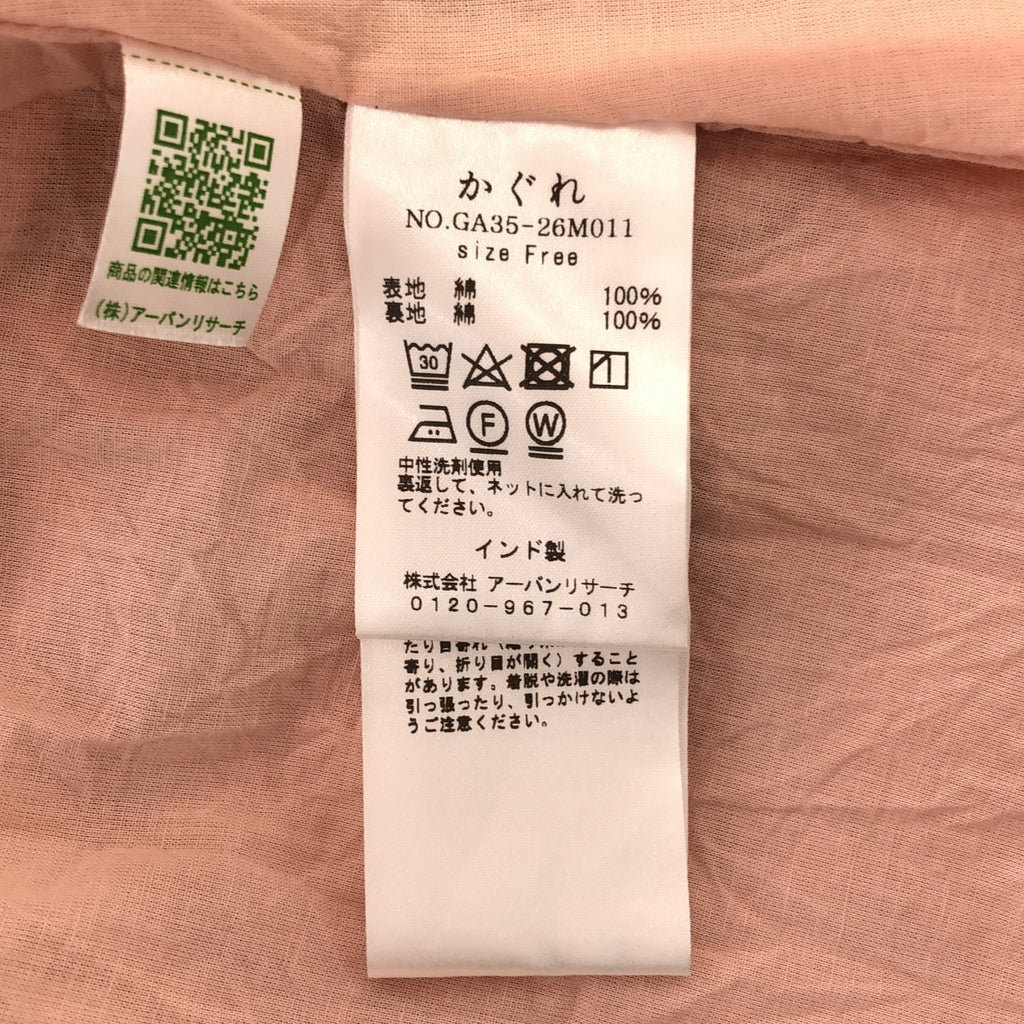 商品の関連情報はこちら
(株)アーバンリサーチ
かぐれ
NO.GA35-26M011
size Free
表地 綿 100%
裏地 綿 100%
30
F
W
中性洗剤使用
裏返して、ネットに入れて洗っ
てください。
インド製
株式会社 アーバンリサーチ
0120-967-013
たり目寄れ
寄り、折り目が開く)すること
があります。着脱や洗濯の際は
引っ張ったり、引っかけないよ
うご注意ください。